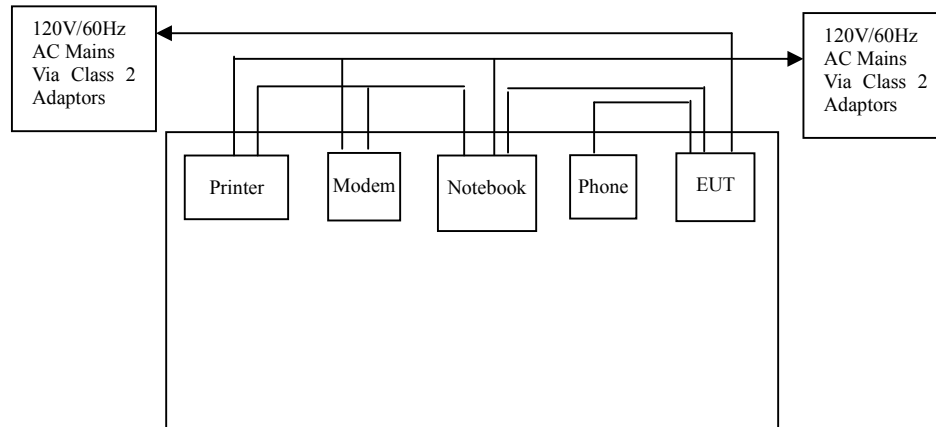 120V/60Hz
AC Mains
Via Class 2
Adaptors
120V/60Hz
AC Mains
Via Class 2
Adaptors
Printer
Modem
Notebook
Phone
EUT